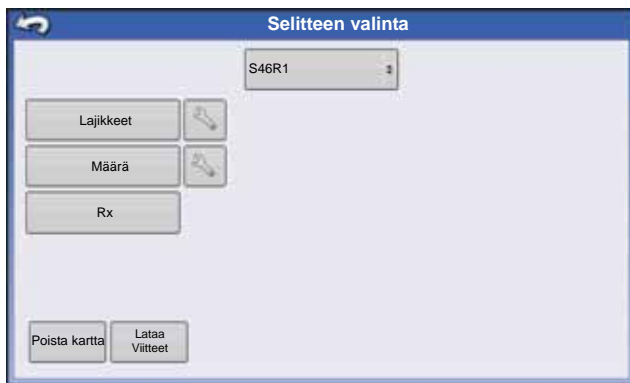 Selitteen valinta
S46R1
Lajikkeet
Määrä
Rx
Poista kartta
Lataa
Viitteet